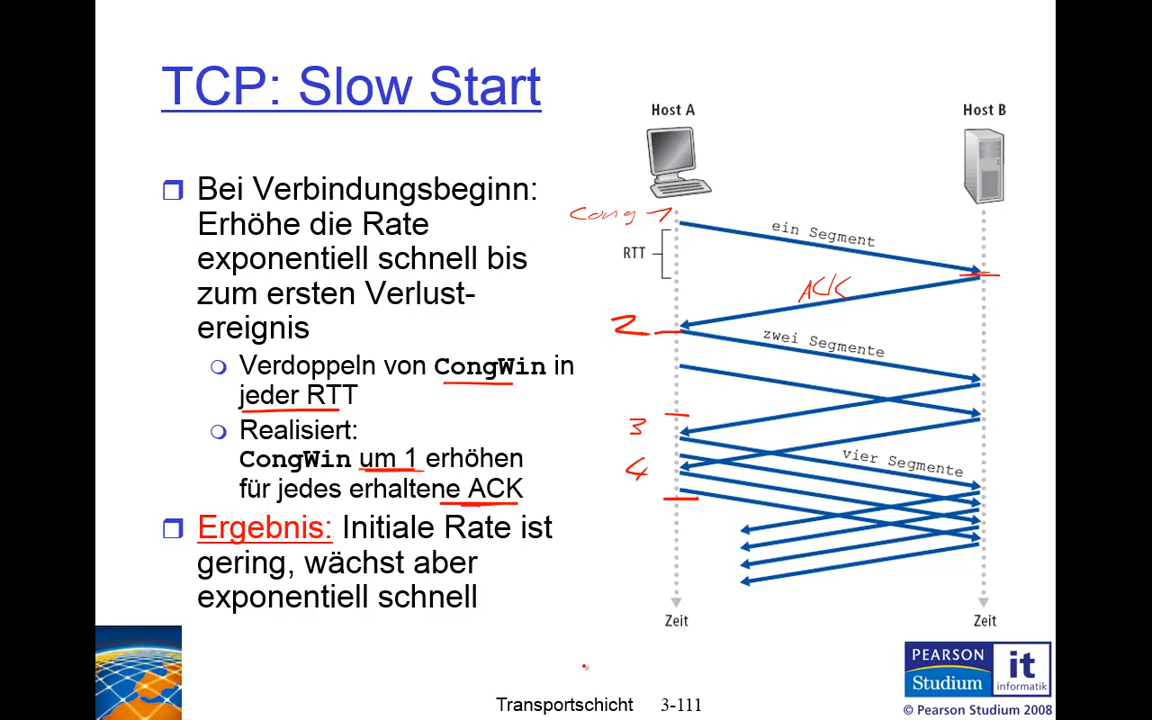 TCP: Slow Start
Bei Verbindungsbeginn:
Erhöhe die Rate
exponentiell schnell bis
zum ersten Verlust-
ereignis
Verdoppeln von CongWin in
jeder RTT
Realisiert:
CongWin um 1 erhöhen
für jedes erhaltene ACK
Ergebnis: Initiale Rate ist
gering, wächst aber
exponentiell schnell
Host A
Host B
Cong 1
ein Segment
RTT
ACK
2
zwei Segmente
3
4
vier Segmente
Zeit
Zeit
PEARSON
Studium
it
informatik
© Pearson Studium 2008
Transportschicht 3-111